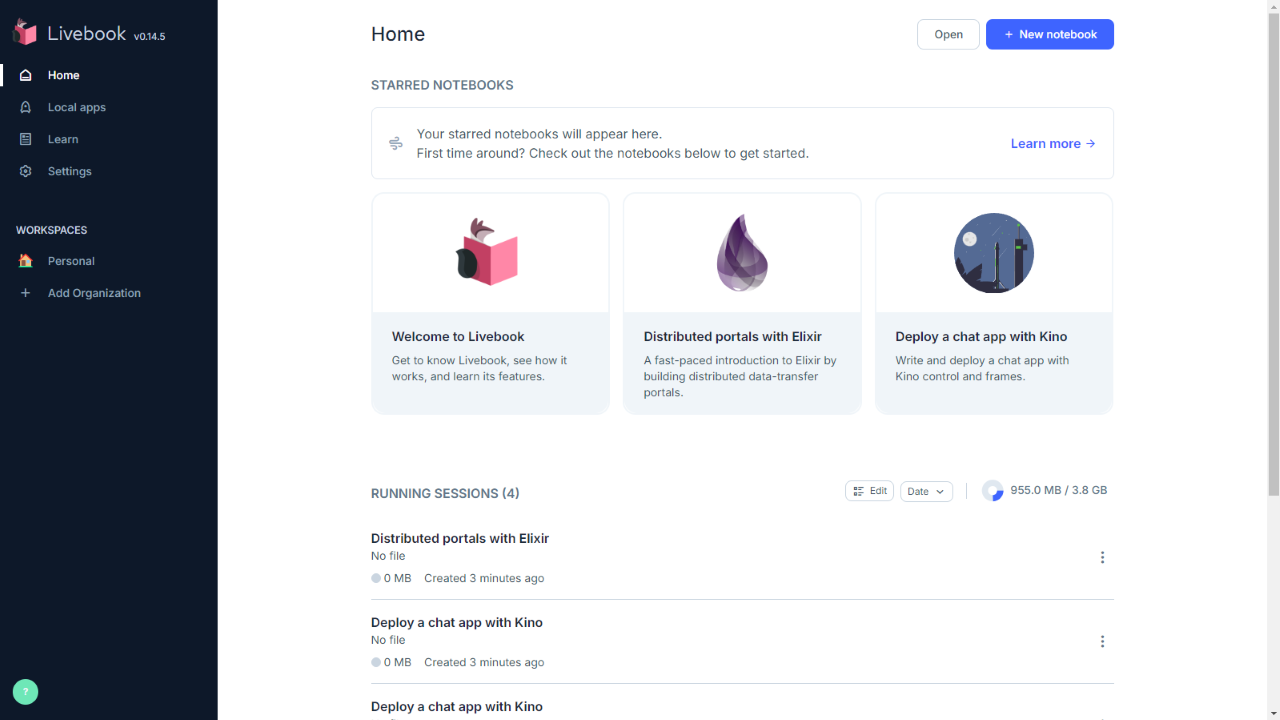 Livebook v0.14.5
Home
Local apps
Learn
Settings
WORKSPACES
Personal
Add Organization
?
Home
Open
New notebook
STARRED NOTEBOOKS
Your starred notebooks will appear here.
First time around? Check out the notebooks below to get started.
Learn more
Welcome to Livebook
Get to know Livebook, see how it
works, and learn its features.
Distributed portals with Elixir
A fast-paced introduction to Elixir by
building distributed data-transfer
portals.
Deploy a chat app with Kino
Write and deploy a chat app with
Kino control and frames.
RUNNING SESSIONS (4)
Edit
Date
955.0 MB / 3.8 GB
Distributed portals with Elixir
No file
0 MB Created 3 minutes ago
Deploy a chat app with Kino
No file
0 MB Created 3 minutes ago
Deploy a chat app with Kino